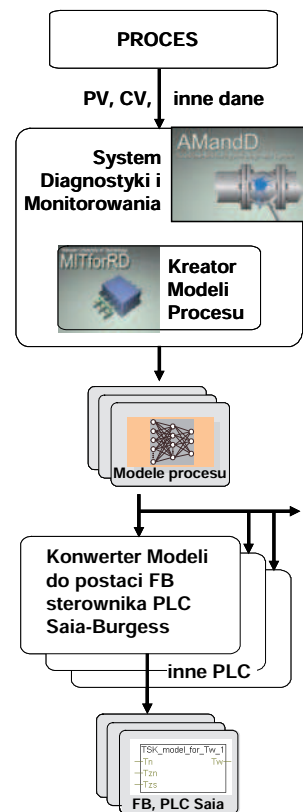 PROCES
PV, CV, inne dane
System
Diagnostyki i
Monitorowania
AMandD
MITforRD
Kreator
Modeli
Procesu
Modele procesu
Konwerter Modeli
do postaci FB
sterownika PLC
Saia-Burgess
inne PLC
TSK_model_for_Tw_1
Tn Tw
Tzn
Tzs
FB, PLC Saia